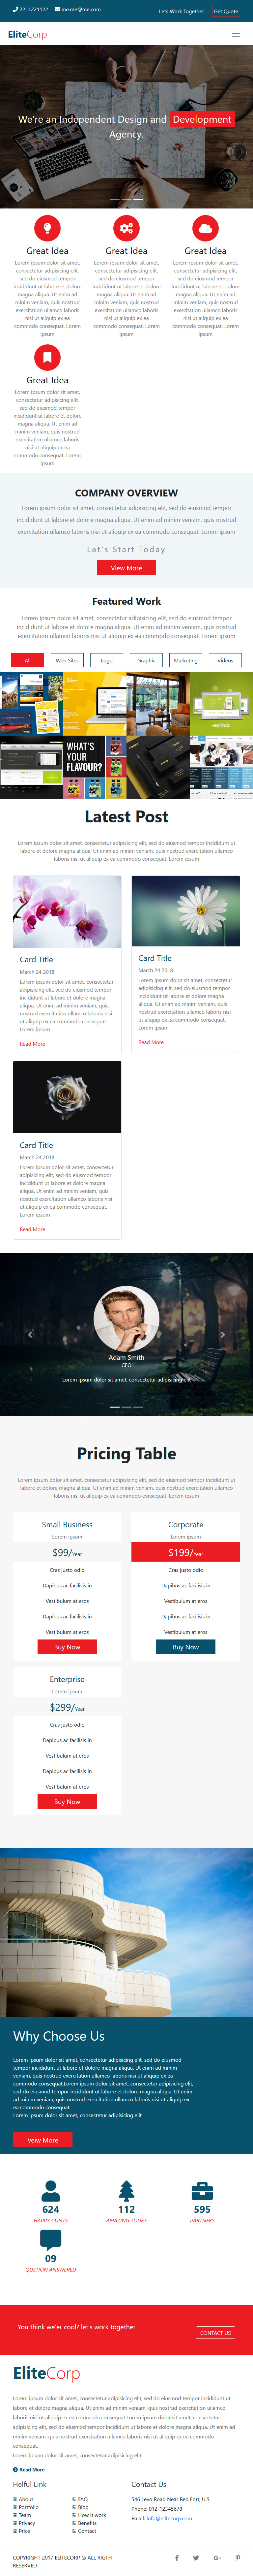 2211221122 me.me@me.com Lets Work Together Get Quote
EliteCorp
We're an Independent Design and Development
Agency.
Great Idea Great Idea Great Idea
Lorem ipsum dolor sit amet, Lorem ipsum dolor sit amet, Lorem ipsum dolor sit amet,
consectetur adipisicing elit, consectetur adipisicing elit, consectetur adipisicing elit,
sed do eiusmod tempor sed do eiusmod tempor sed do eiusmod tempor
incididunt ut labore et dolore incididunt ut labore et dolore incididunt ut labore et dolore
magna aliqua. Ut enim ad magna aliqua. Ut enim ad magna aliqua. Ut enim ad
minim veniam, quis nostrud minim veniam, quis nostrud minim veniam, quis nostrud
exercitation ullamco laboris exercitation ullamco laboris exercitation ullamco laboris
nisi ut aliquip ex ea nisi ut aliquip ex ea nisi ut aliquip ex ea
commodo consequat. Lorem commodo consequat. Lorem commodo consequat. Lorem
ipsum ipsum ipsum
Great Idea
Lorem ipsum dolor sit amet,
consectetur adipisicing elit,
sed do eiusmod tempor
incididunt ut labore et dolore
magna aliqua. Ut enim ad
minim veniam, quis nostrud
exercitation ullamco laboris
nisi ut aliquip ex ea
commodo consequat. Lorem
ipsum
COMPANY OVERVIEW
Lorem ipsum dolor sit amet, consectetur adipisicing elit, sed do eiusmod tempor
incididunt ut labore et dolore magna aliqua. Ut enim ad minim veniam, quis nostrud
exercitation ullamco laboris nisi ut aliquip ex ea commodo consequat. Lorem ipsum
Let's Start Today
View More
Featured Work
Lorem ipsum dolor sit amet, consectetur adipisicing elit, sed do eiusmod tempor
incididunt ut labore et dolore magna aliqua. Ut enim ad minim veniam, quis nostrud
exercitation ullamco laboris nisi ut aliquip ex ea commodo consequat. Lorem ipsum
All Web Sites Logo Graphic Marketing Videos
WHAT'S
YOUR
FLAVOUR?
Latest Post
Lorem ipsum dolor sit amet, consectetur adipisicing elit, sed do eiusmod tempor incididunt ut
labore et dolore magna aliqua. Ut enim ad minim veniam, quis nostrud exercitation ullamco
laboris nisi ut aliquip ex ea commodo consequat. Lorem ipsum
Card Title
March 24 2018
Lorem ipsum dolor sit amet, consectetur
adipisicing elit, sed do eiusmod tempor
incididunt ut labore et dolore magna
aliqua. Ut enim ad minim veniam, quis
nostrud exercitation ullamco laboris nisi
ut aliquip ex ea commodo consequat.
Lorem ipsum
Read More
Card Title
March 24 2018
Lorem ipsum dolor sit amet, consectetur
adipisicing elit, sed do eiusmod tempor
incididunt ut labore et dolore magna
aliqua. Ut enim ad minim veniam, quis
nostrud exercitation ullamco laboris nisi
ut aliquip ex ea commodo consequat.
Lorem ipsum
Read More
Card Title
March 24 2018
Lorem ipsum dolor sit amet, consectetur
adipisicing elit, sed do eiusmod tempor
incididunt ut labore et dolore magna
aliqua. Ut enim ad minim veniam, quis
nostrud exercitation ullamco laboris nisi
ut aliquip ex ea commodo consequat.
Lorem ipsum
Read More
Adam Smith
CEO
Lorem ipsum dolor sit amet, consectetur adipisicing elit
Pricing Table
Lorem ipsum dolor sit amet, consectetur adipisicing elit, sed do eiusmod tempor incididunt ut
labore et dolore magna aliqua. Ut enim ad minim veniam, quis nostrud exercitation ullamco
laboris nisi ut aliquip ex ea commodo consequat. Lorem ipsum
Small Business
Lorem ipsum
$99/Year
Cras justo odio
Dapibus ac facilisis in
Vestibulum at eros
Dapibus ac facilisis in
Vestibulum at eros
Buy Now
Corporate
Lorem ipsum
$199/Year
Cras justo odio
Dapibus ac facilisis in
Vestibulum at eros
Dapibus ac facilisis in
Vestibulum at eros
Buy Now
Enterprise
Lorem ipsum
$299/Year
Cras justo odio
Dapibus ac facilisis in
Vestibulum at eros
Dapibus ac facilisis in
Vestibulum at eros
Buy Now
Why Choose Us
Lorem ipsum dolor sit amet, consectetur adipisicing elit, sed do eiusmod
tempor incididunt ut labore et dolore magna aliqua. Ut enim ad minim
veniam, quis nostrud exercitation ullamco laboris nisi ut aliquip ex ea
commodo consequat.Lorem ipsum dolor sit amet, consectetur adipisicing elit,
sed do eiusmod tempor incididunt ut labore et dolore magna aliqua. Ut enim
ad minim veniam, quis nostrud exercitation ullamco laboris nisi ut aliquip ex
ea commodo consequat.
Lorem ipsum dolor sit amet, consectetur adipisicing elit
Veiw More
624 112 595
HAPPY CLINTS AMAZING TOURS PARTNERS
09
QUSTION ANSWERED
You think we'er cool? let's work together
CONTACT US
EliteCorp
Lorem ipsum dolor sit amet, consectetur adipisicing elit, sed do eiusmod tempor incididunt ut
labore et dolore magna aliqua. Ut enim ad minim veniam, quis nostrud exercitation ullamco laboris
nisi ut aliquip ex ea commodo consequat.Lorem ipsum dolor sit amet, consectetur
adipisicing elit, sed do eiusmod tempor incididunt ut labore et dolore magna aliqua. Ut enim ad
minim veniam, quis nostrud exercitation ullamco laboris nisi ut aliquip ex ea commodo
consequat.
Lorem ipsum dolor sit amet, consectetur adipisicing elit
Read More
Helful Link
About FAQ
Portfolio Blog
Team How it work
Privacy Benefits
Price Contact
Contact Us
546 Levo Road Near Red Fort, U.S
Phone: 012-12345678
Email: info@elitecorp.com
COPYRIGHT 2017 ELITECORP © ALL RIGTH
RESERVED